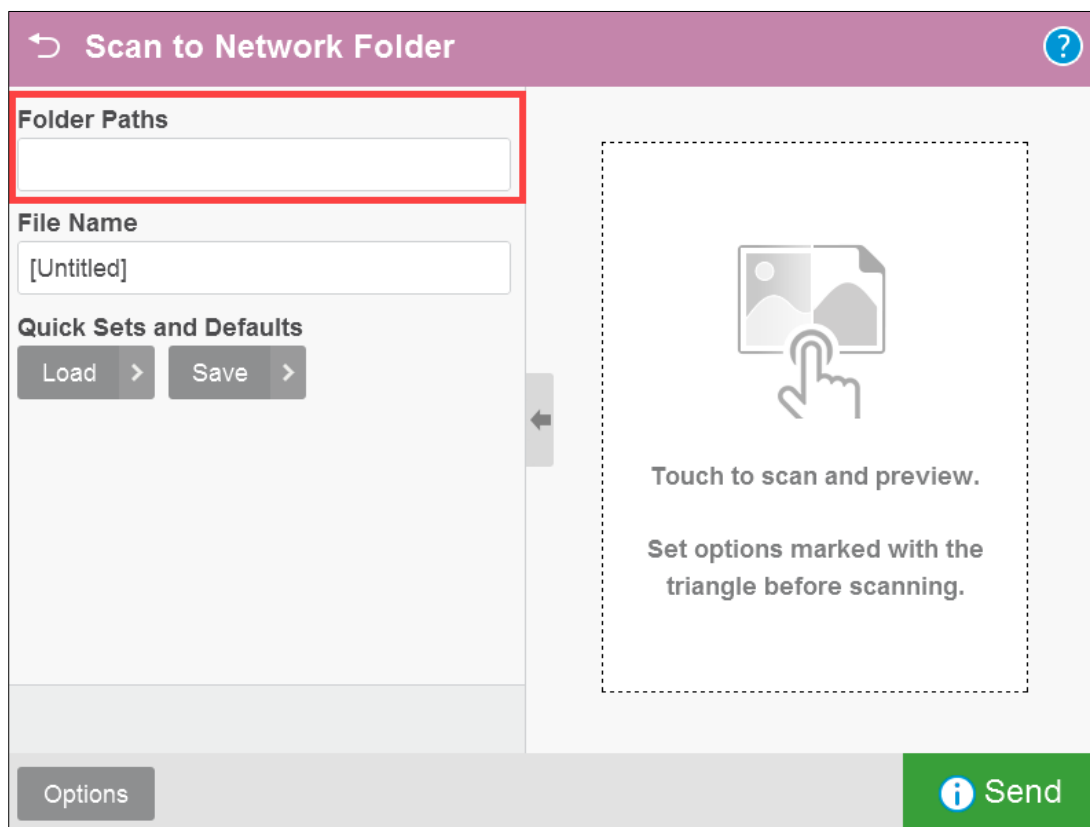 Scan to Network Folder
?
Folder Paths
File Name
[Untitled]
Quick Sets and Defaults
Load
Save
Touch to scan and preview.
Set options marked with the
triangle before scanning.
Options
i Send